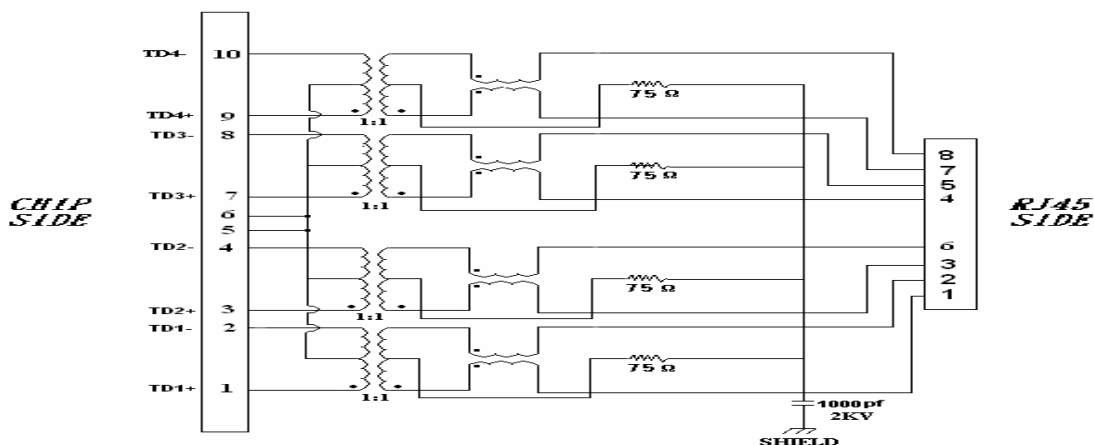 TD4- 10
TD4+ 9
1:1
75 Ω
TD3- 8
TD3+ 7
1:1
75 Ω
6
5
CHIP
SIDE
TD2- 4
TD2+ 3
1:1
75 Ω
TD1- 2
TD1+ 1
1:1
75 Ω
8
7
5
4
6
3
2
1
RJ45
SIDE
1000pf
2KV
SHIELD